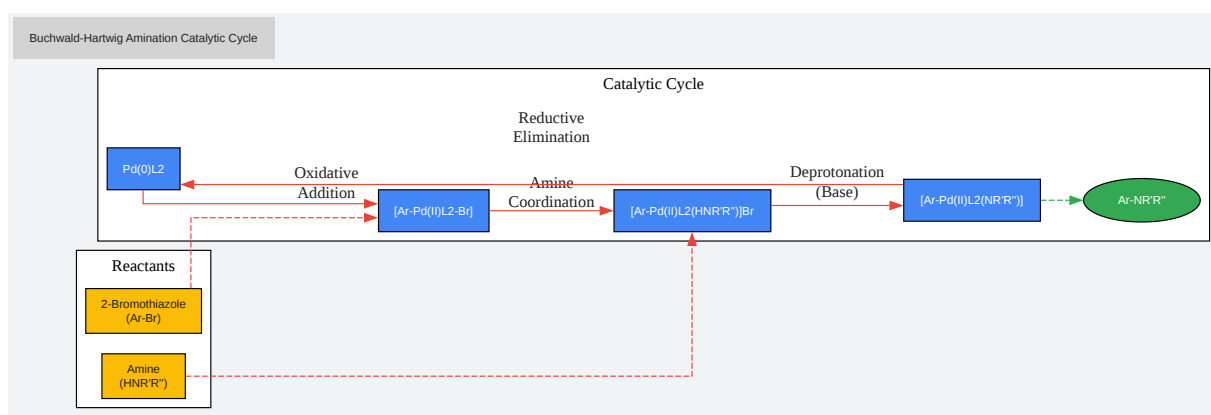 Buchwald-Hartwig Amination Catalytic Cycle
Catalytic Cycle
Reductive
Elimination
Pd(0)L2
Oxidative
Addition
[Ar-Pd(II)L2-Br]
Amine
Coordination
[Ar-Pd(II)L2(HNR'R'')]Br
Deprotonation
(Base)
[Ar-Pd(II)L2(NR'R'')]
Ar-NR'R''
Reactants
2-Bromothiazole
(Ar-Br)
Amine
(HNR'R'')